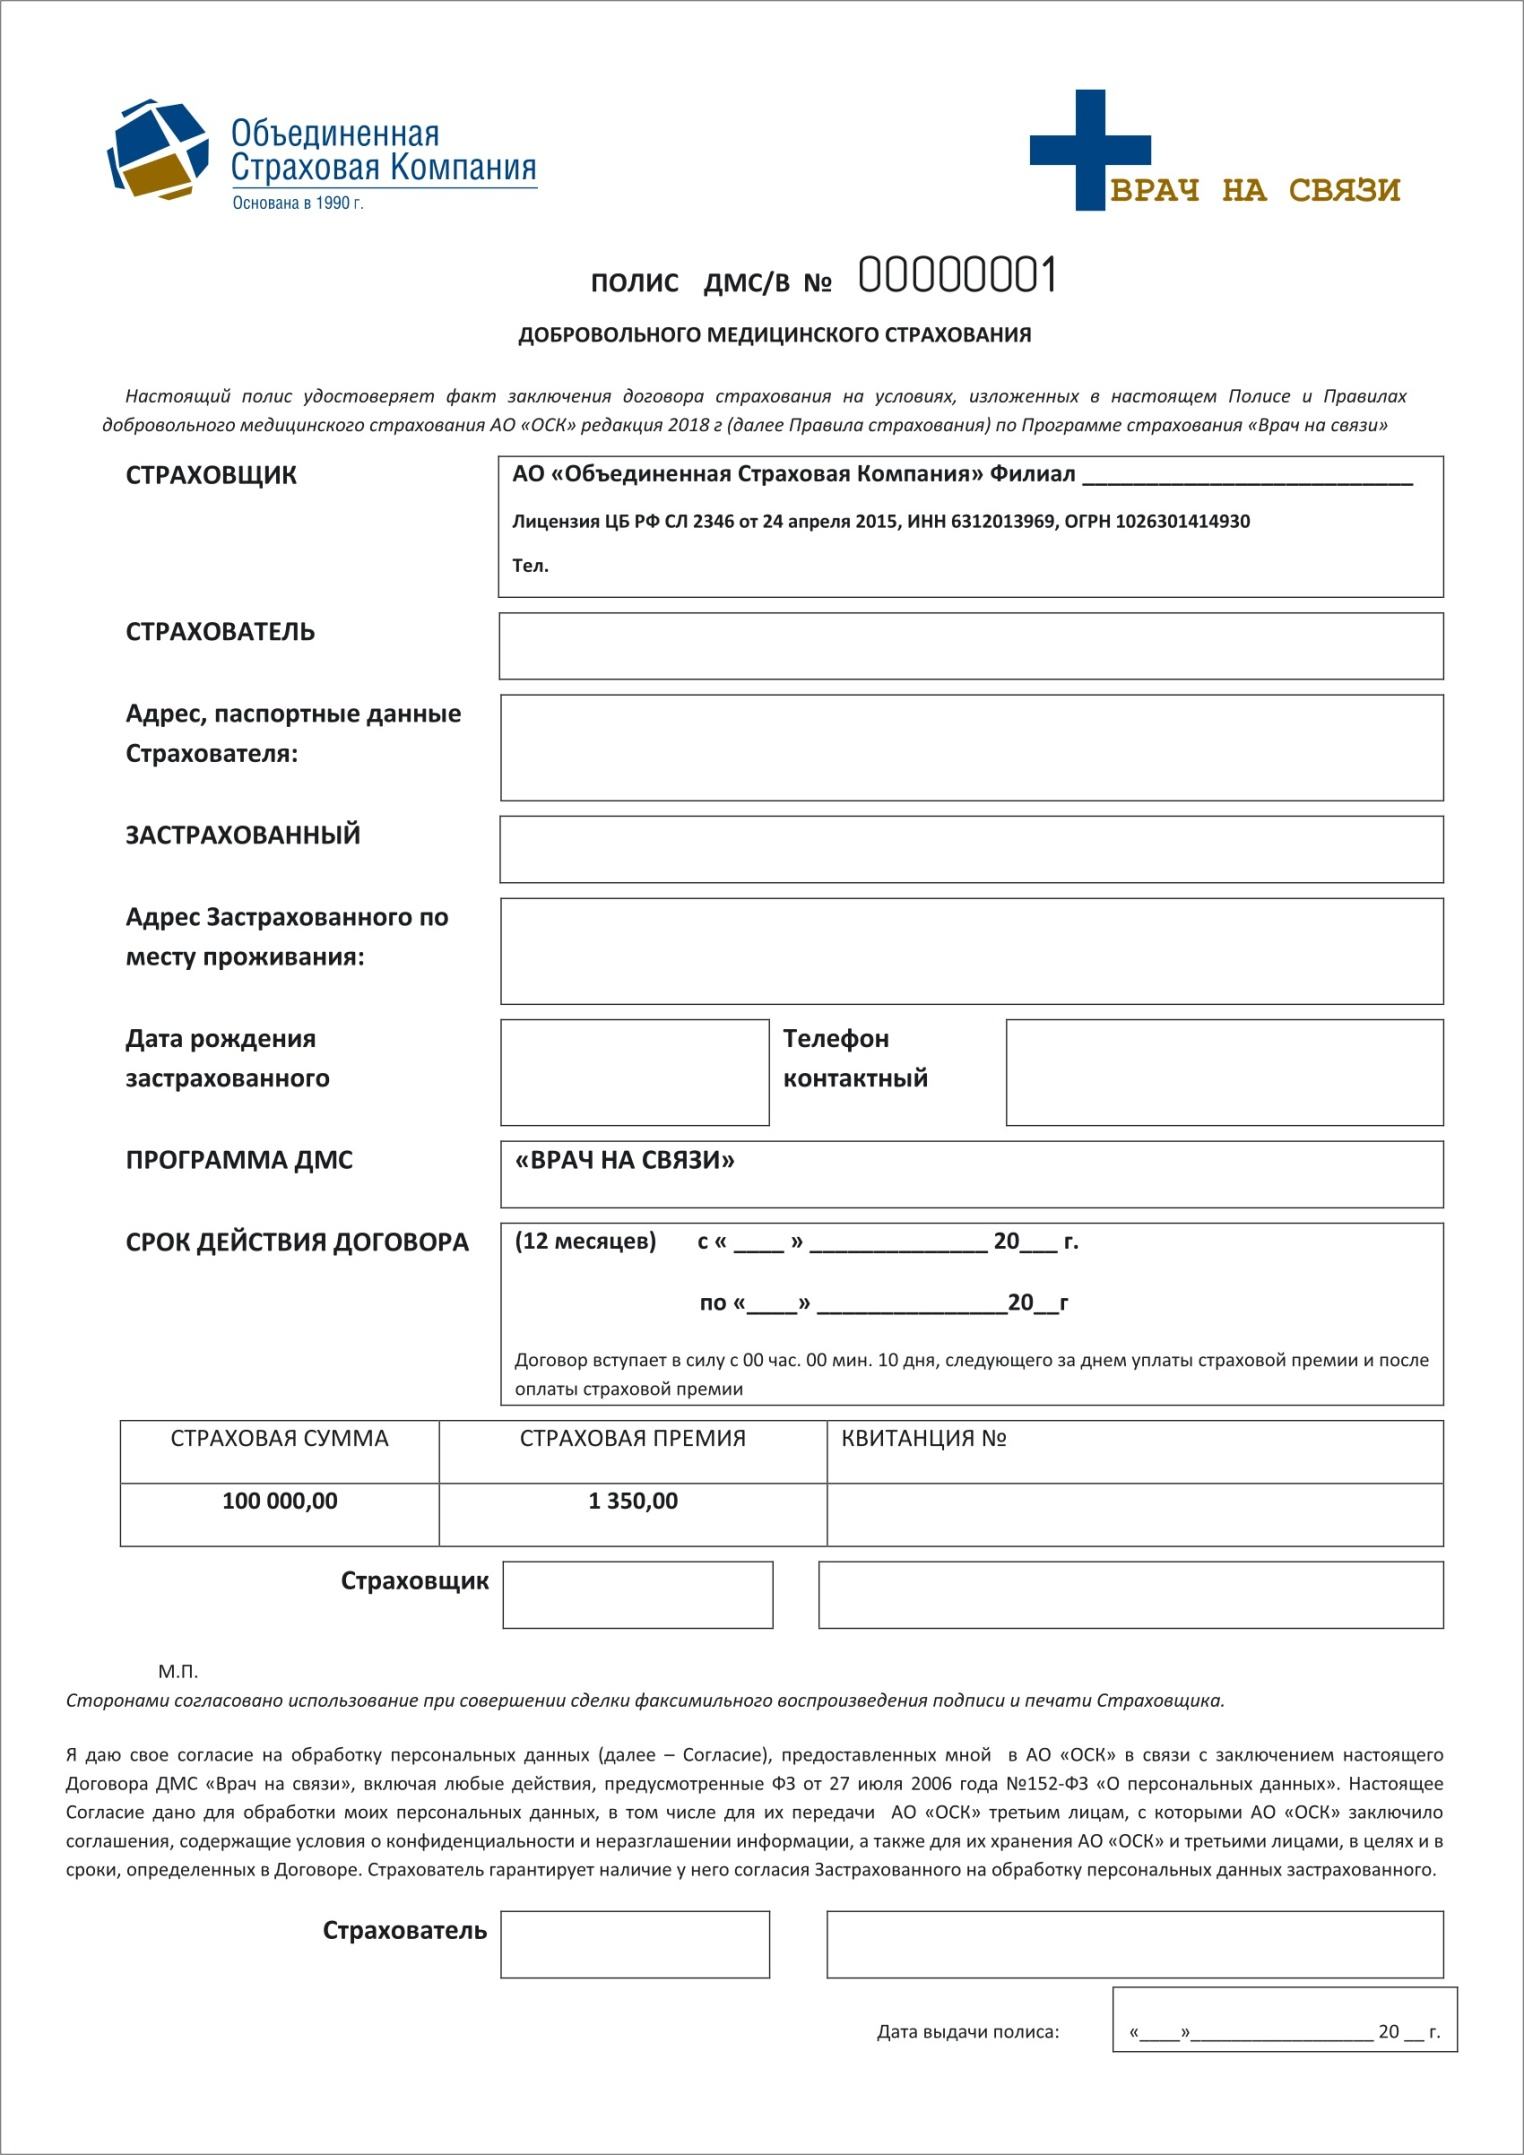 Объединенная
Страховая Компания
Основана в 1990 г.
ВРАЧ НА СВЯЗИ
ПОЛИС ДМС/В № 00000001
ДОБРОВОЛЬНОГО МЕДИЦИНСКОГО СТРАХОВАНИЯ
Настоящий полис удостоверяет факт заключения договора страхования на условиях, изложенных в настоящем Полисе и Правилах
добровольного медицинского страхования АО «ОСК» редакция 2018 г (далее Правила страхования) по Программе страхования «Врач на связи»
СТРАХОВЩИК
АО «Объединенная Страховая Компания» Филиал __________________________
Лицензия ЦБ РФ СЛ 2346 от 24 апреля 2015, ИНН 6312013969, ОГРН 1026301414930
Тел.
СТРАХОВАТЕЛЬ
Адрес, паспортные данные
Страхователя:
ЗАСТРАХОВАННЫЙ
Адрес Застрахованного по
месту проживания:
Дата рождения
застрахованного
Телефон
контактный
ПРОГРАММА ДМС
«ВРАЧ НА СВЯЗИ»
СРОК ДЕЙСТВИЯ ДОГОВОРА
(12 месяцев) с « ____ » ______________ 20___ г.
по «____» _______________20__г
Договор вступает в силу с 00 час. 00 мин. 10 дня, следующего за днем уплаты страховой премии и после
оплаты страховой премии
СТРАХОВАЯ СУММА СТРАХОВАЯ ПРЕМИЯ КВИТАНЦИЯ №
100 000,00 1 350,00
Страховщик
М.П.
Сторонами согласовано использование при совершении сделки факсимильного воспроизведения подписи и печати Страховщика.
Я даю свое согласие на обработку персональных данных (далее – Согласие), предоставленных мной в АО «ОСК» в связи с заключением настоящего
Договора ДМС «Врач на связи», включая любые действия, предусмотренные ФЗ от 27 июля 2006 года №152-ФЗ «О персональных данных». Настоящее
Согласие дано для обработки моих персональных данных, в том числе для их передачи АО «ОСК» третьим лицам, с которыми АО «ОСК» заключило
соглашения, содержащие условия о конфиденциальности и неразглашении информации, а также для их хранения АО «ОСК» и третьими лицами, в целях и в
сроки, определенных в Договоре. Страхователь гарантирует наличие у него согласия Застрахованного на обработку персональных данных застрахованного.
Страхователь
Дата выдачи полиса: «____»__________________ 20 __ г.